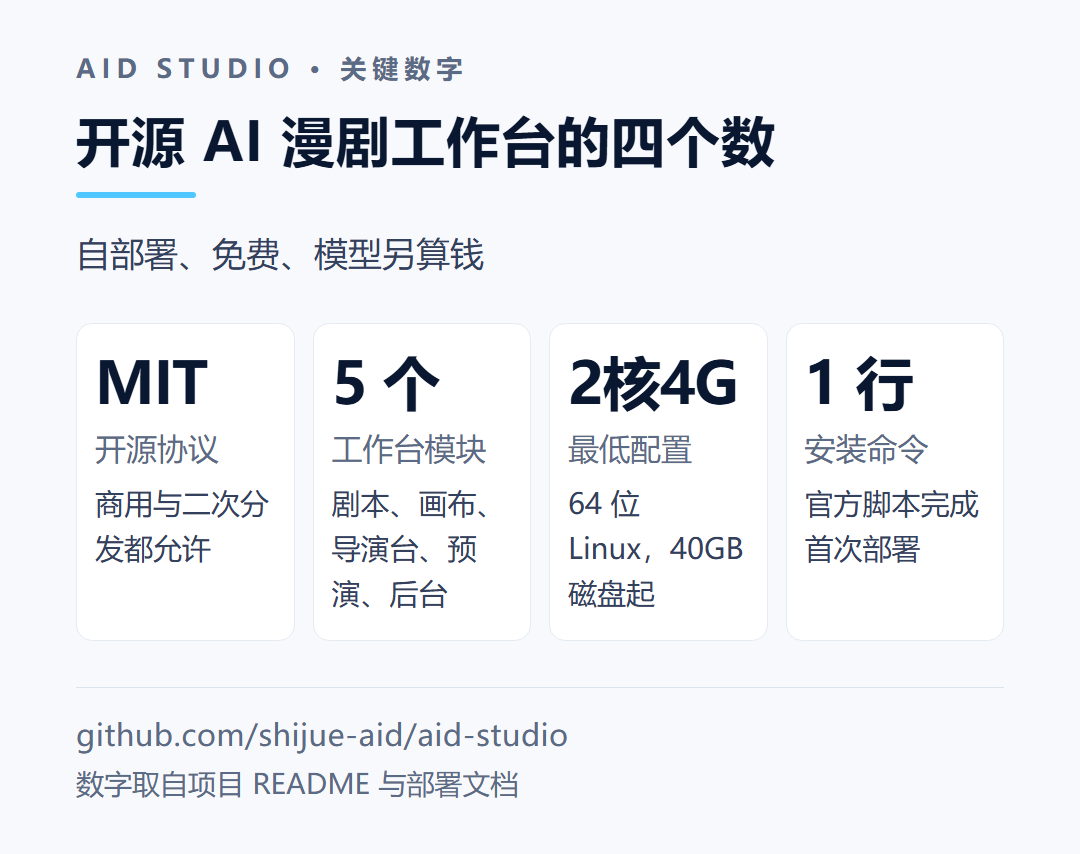 AID STUDIO • 关键数字
开源 AI 漫剧工作台的四个数
自部署、免费、模型另算钱
MIT
开源协议
商用与二次分
发都允许
5 个
工作台模块
剧本、画布、
导演台、预
演、后台
2核4G
最低配置
64 位
Linux，40GB
磁盘起
1 行
安装命令
官方脚本完成
首次部署
github.com/shijue-aid/aid-studio
数字取自项目 README 与部署文档